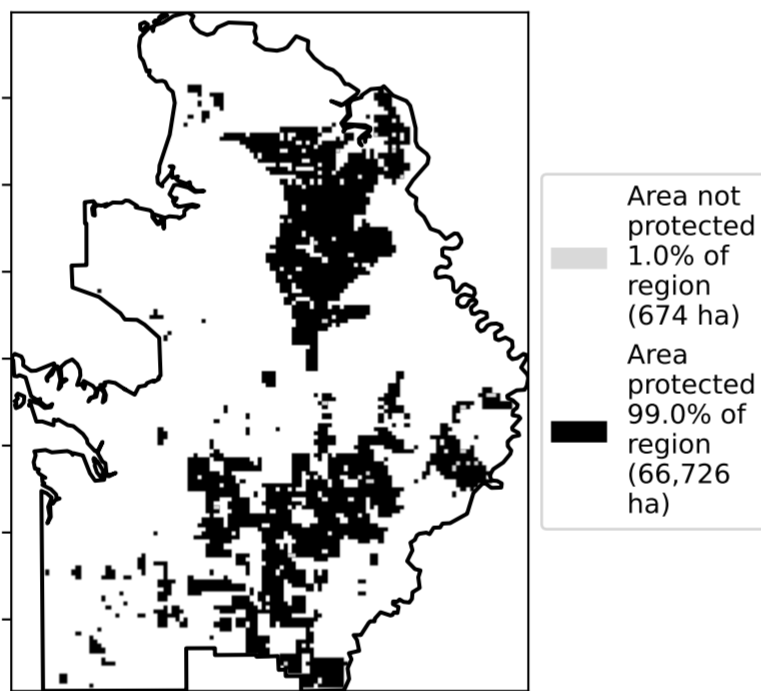 Area not
protected
1.0% of
region
(674 ha)
Area
protected
99.0% of
region
(66,726
ha)